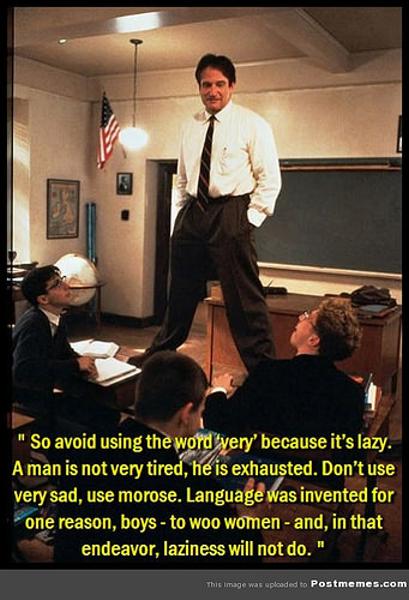 " So avoid using the word 'very' because it's lazy.
A man is not very tired, he is exhausted. Don't use
very sad, use morose. Language was invented for
one reason, boys - to woo women - and, in that
endeavor, laziness will not do. "
This image was uploaded to Postmemes.com